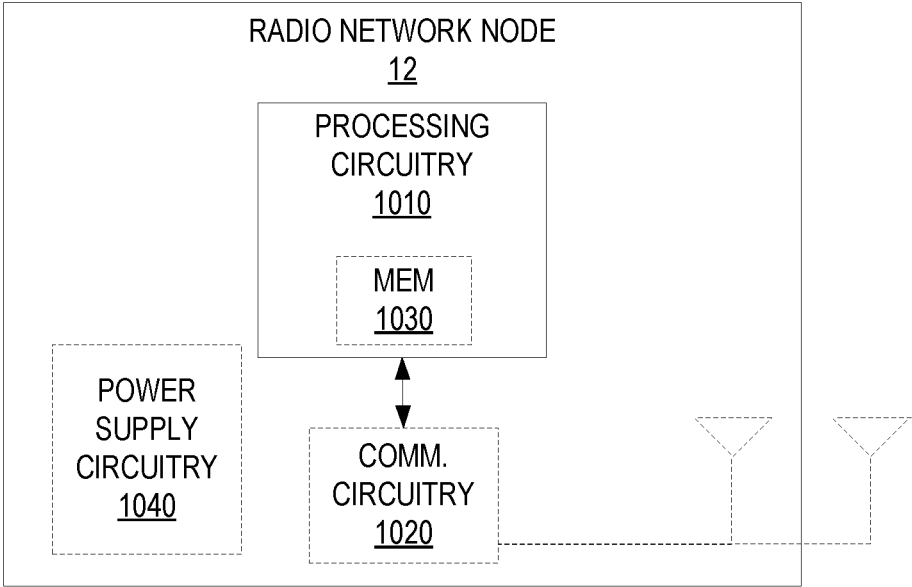 RADIO NETWORK NODE
12
PROCESSING
CIRCUITRY
1010
MEM
1030
POWER
SUPPLY
CIRCUITRY
1040
COMM.
CIRCUITRY
1020